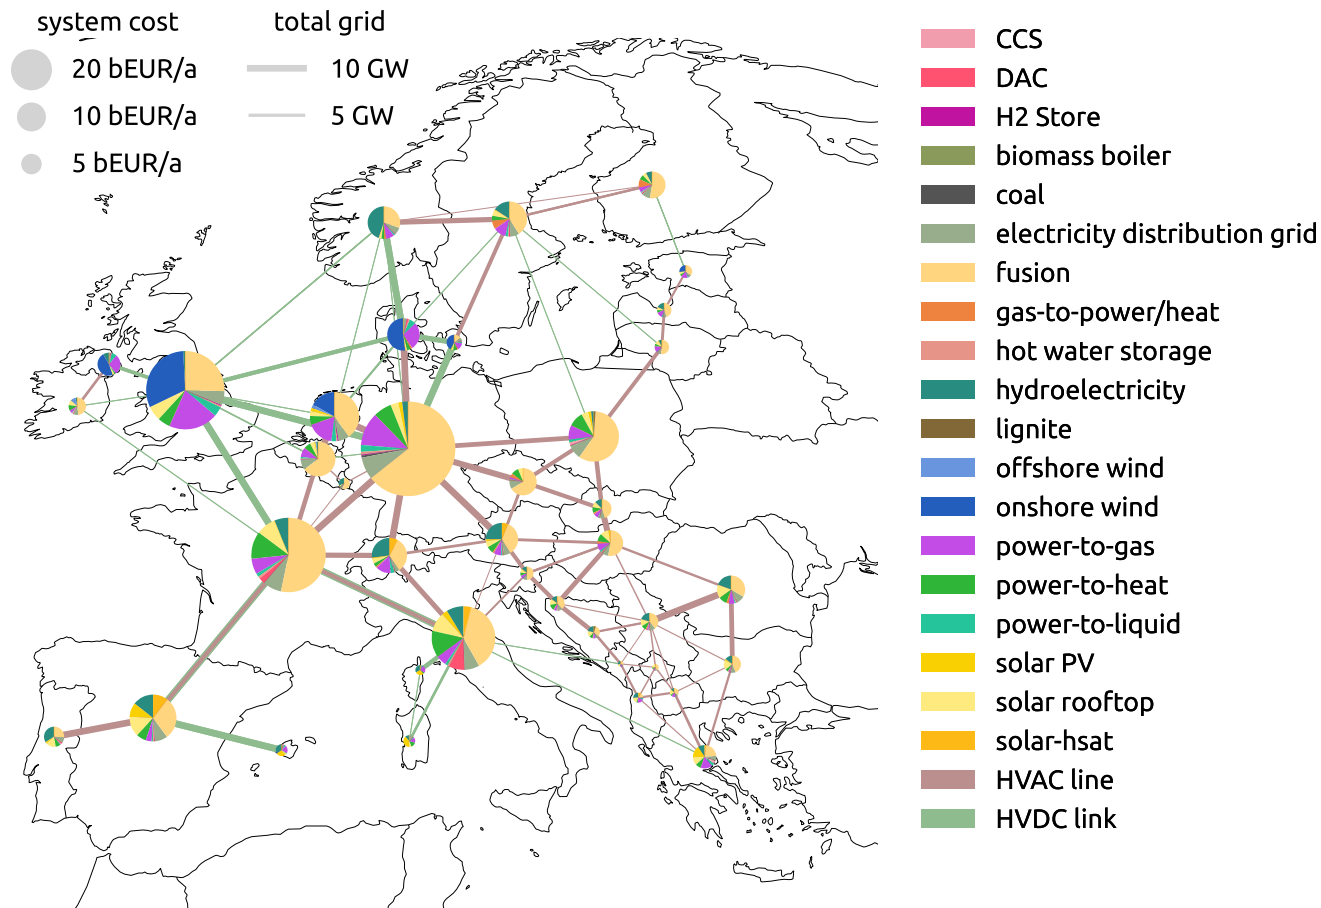 system cost
total grid
20 bEUR/a
10 GW
10 bEUR/a
5 GW
5 bEUR/a
CCS
DAC
H2 Store
biomass boiler
coal
electricity distribution grid
fusion
gas-to-power/heat
hot water storage
hydroelectricity
lignite
offshore wind
onshore wind
power-to-gas
power-to-heat
power-to-liquid
solar PV
solar rooftop
solar-hsat
HVAC line
HVDC link